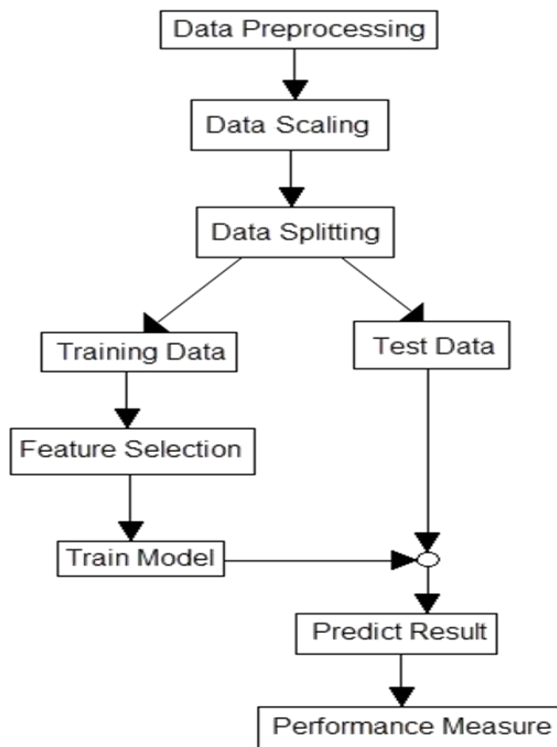 Data Preprocessing
Data Scaling
Data Splitting
Training Data
Test Data
Feature Selection
Train Model
Predict Result
Performance Measure